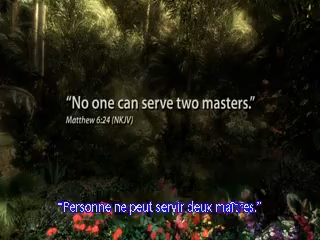 “No one can serve two masters.”
Matthew 6:24 (NKJV)
“Personne ne peut servir deux maîtres.”